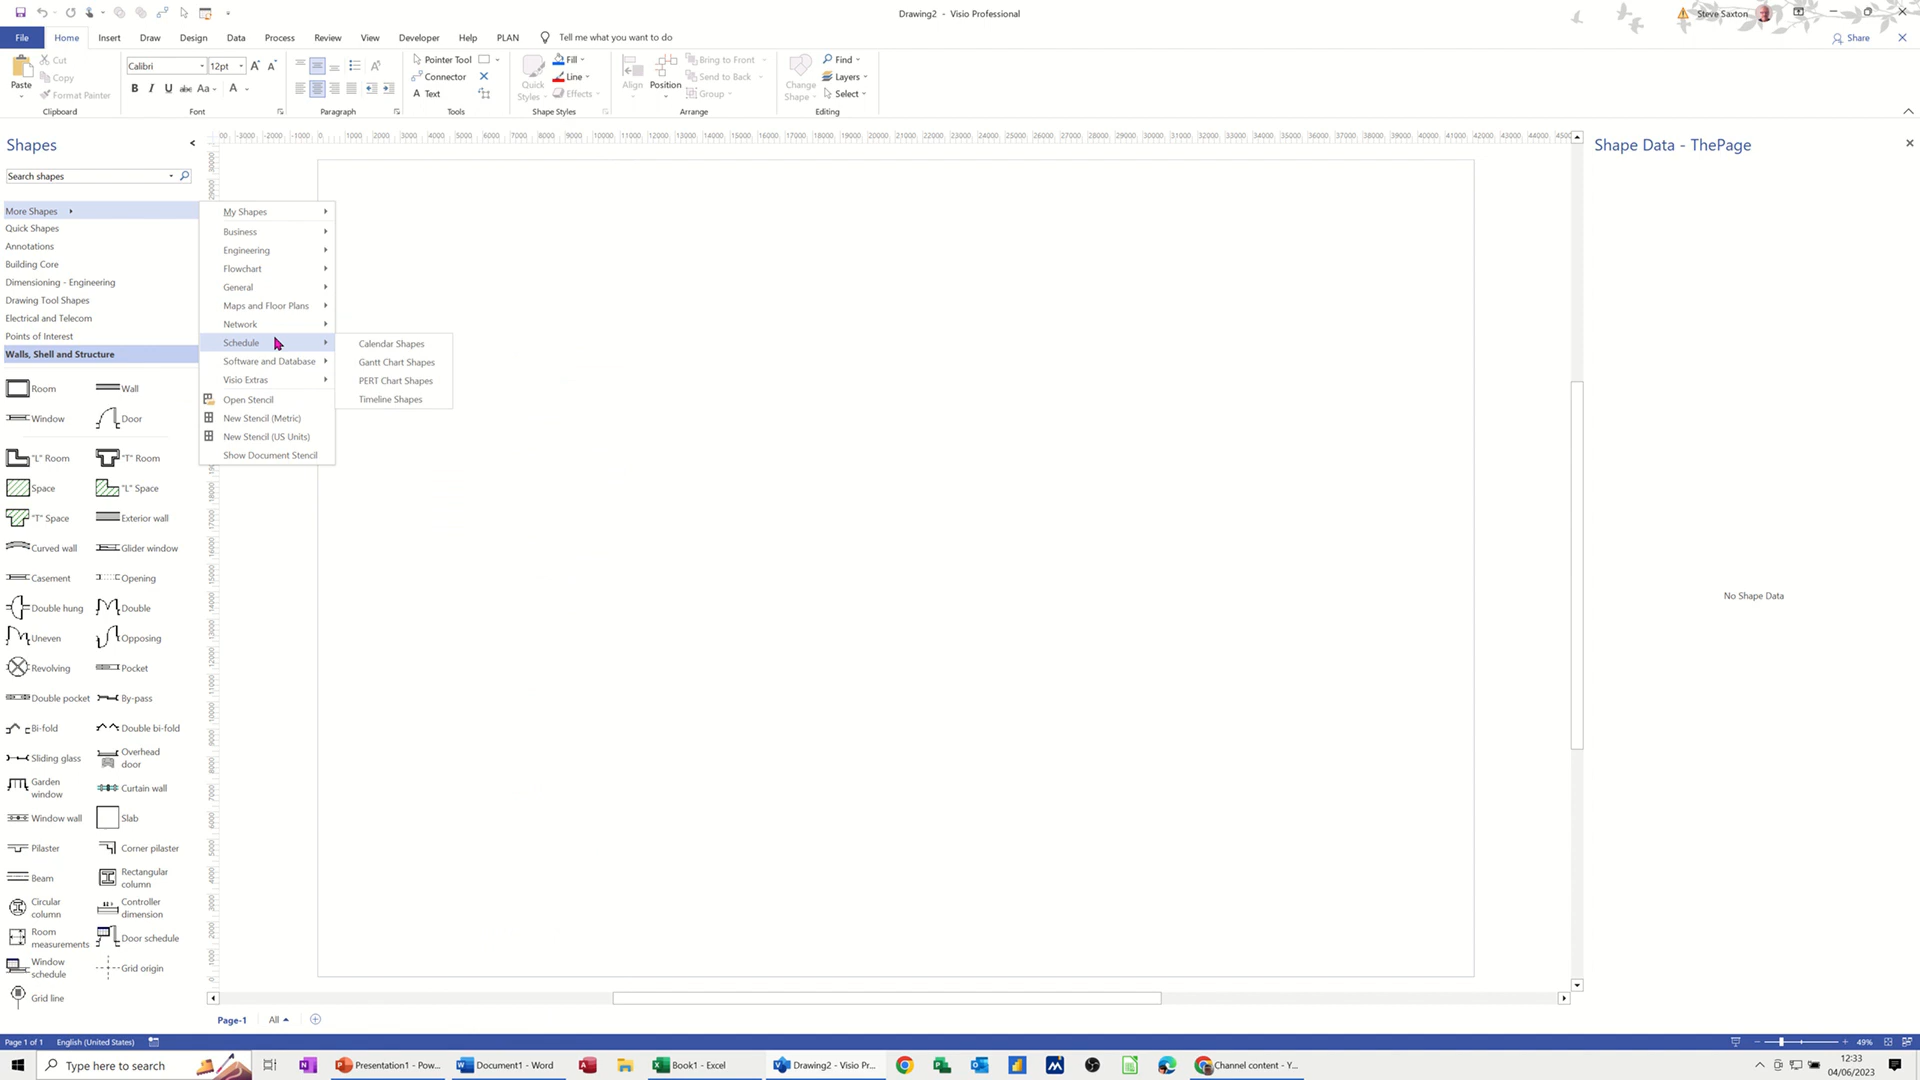 Drawing2 - Visio Professional
Steve Saxton
File Home Insert Draw Design Data Process Review View Developer Help PLAN Tell me what you want to do
Share
Paste Cut Copy Format Painter
Calibri 12pt
Pointer Tool Connector Text
Quick Styles Fill Line Effects
Align Position Bring to Front Send to Back Group
Change Shape Find Layers Select
Clipboard Font Paragraph Tools Shape Styles Arrange Editing
Shapes
Search shapes
More Shapes
Quick Shapes
Annotations
Building Core
Dimensioning - Engineering
Drawing Tool Shapes
Electrical and Telecom
Points of Interest
Walls, Shell and Structure
Room Wall
Window Door
"L" Room "T" Room
Space "L" Space
"T" Space Exterior wall
Curved wall Glider window
Casement Opening
Double hung Double
Uneven Opposing
Revolving Pocket
Double pocket By-pass
Bi-fold Double bi-fold
Sliding glass Overhead door
Garden window Curtain wall
Window wall Slab
Pilaster Corner pilaster
Beam Rectangular column
Circular column Controller dimension
Room measurements Door schedule
Window schedule Grid origin
Grid line
My Shapes
Business
Engineering
Flowchart
General
Maps and Floor Plans
Network
Schedule
Software and Database
Visio Extras
Open Stencil
New Stencil (Metric)
New Stencil (US Units)
Show Document Stencil
Calendar Shapes
Gantt Chart Shapes
PERT Chart Shapes
Timeline Shapes
Shape Data - ThePage
No Shape Data
Page-1 All
Page 1 of 1 English (United States)
49%
Type here to search
Presentation1 - Pow...
Document1 - Word
Book1 - Excel
Drawing2 - Visio Pr...
Channel content - Y...
12:33
04/06/2023